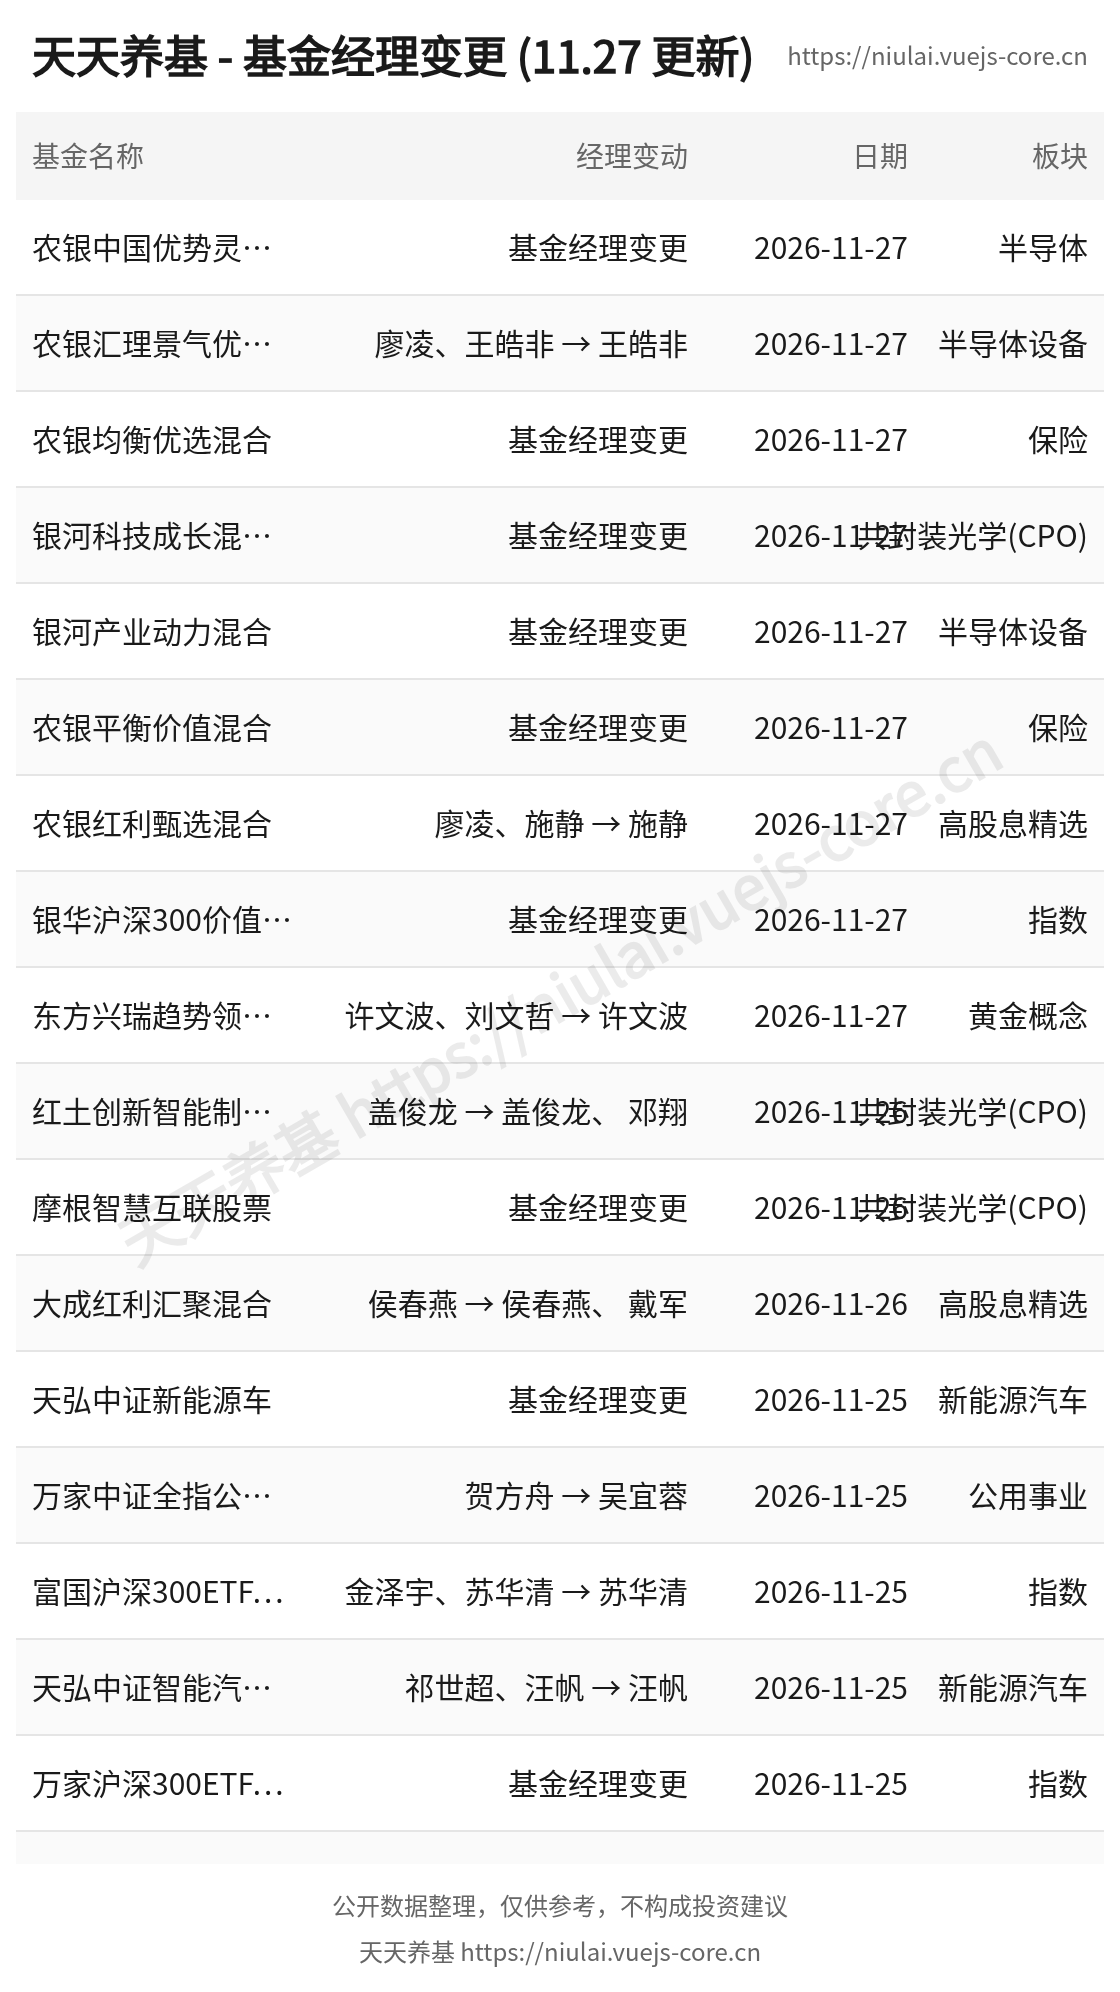 天天养基 - 基金经理变更 (11.27 更新) https://niulai.vuejs-core.cn
基金名称 经理变动 日期 板块
农银中国优势灵… 基金经理变更 2026-11-27 半导体
农银汇理景气优… 廖凌、王皓非 → 王皓非 2026-11-27 半导体设备
农银均衡优选混合 基金经理变更 2026-11-27 保险
银河科技成长混… 基金经理变更 2026-11-27 共封装光学(CPO)
银河产业动力混合 基金经理变更 2026-11-27 半导体设备
农银平衡价值混合 基金经理变更 2026-11-27 保险
农银红利甄选混合 廖凌、施静 → 施静 2026-11-27 高股息精选
银华沪深300价值… 基金经理变更 2026-11-27 指数
东方兴瑞趋势领… 许文波、刘文哲 → 许文波 2026-11-27 黄金概念
红土创新智能制… 盖俊龙 → 盖俊龙、 邓翔 2026-11-26 共封装光学(CPO)
摩根智慧互联股票 基金经理变更 2026-11-26 共封装光学(CPO)
大成红利汇聚混合 侯春燕 → 侯春燕、 戴军 2026-11-26 高股息精选
天弘中证新能源车 基金经理变更 2026-11-25 新能源汽车
万家中证全指公… 贺方舟 → 吴宜蓉 2026-11-25 公用事业
富国沪深300ETF… 金泽宇、苏华清 → 苏华清 2026-11-25 指数
天弘中证智能汽… 祁世超、汪帆 → 汪帆 2026-11-25 新能源汽车
万家沪深300ETF… 基金经理变更 2026-11-25 指数
天天养基 https://niulai.vuejs-core.cn
公开数据整理，仅供参考，不构成投资建议
天天养基 https://niulai.vuejs-core.cn